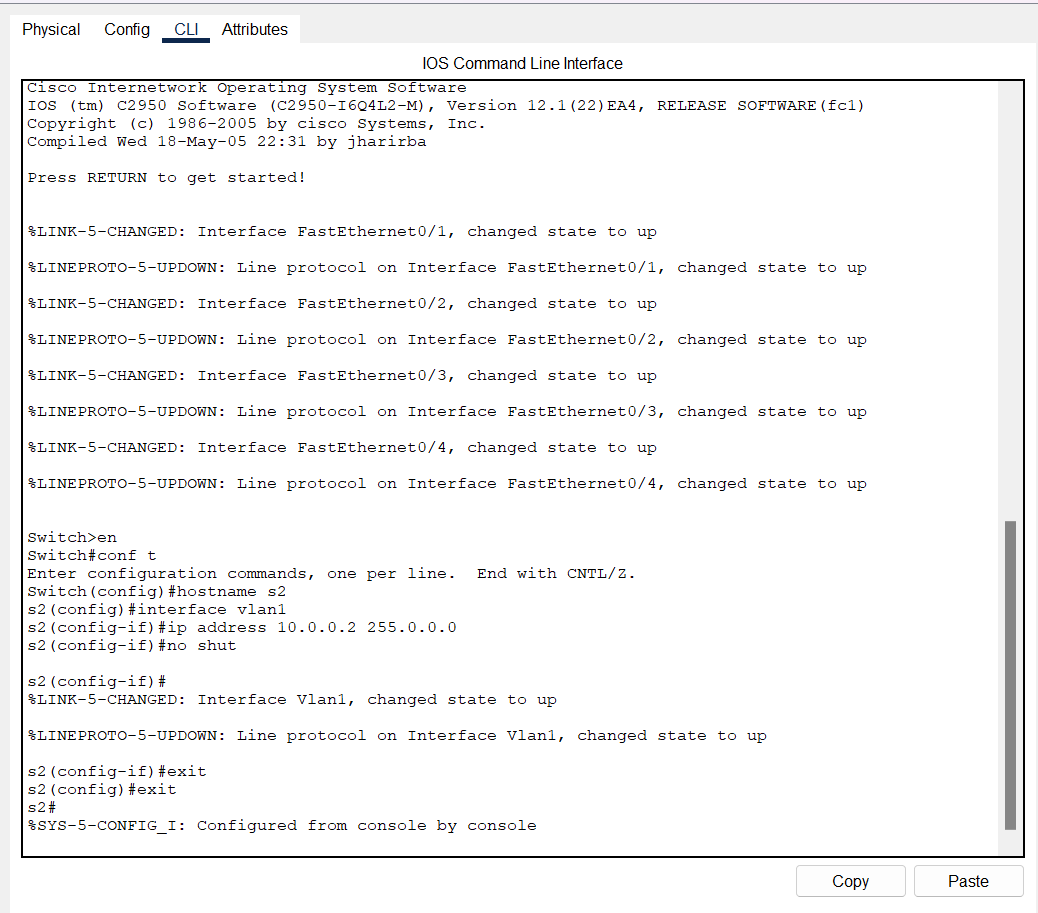 Physical Config CLI Attributes
IOS Command Line Interface
Cisco Internetwork Operating System Software
IOS (tm) C2950 Software (C2950-I6Q4L2-M), Version 12.1(22)EA4, RELEASE SOFTWARE(fc1)
Copyright (c) 1986-2005 by cisco Systems, Inc.
Compiled Wed 18-May-05 22:31 by jharirba
Press RETURN to get started!
%LINK-5-CHANGED: Interface FastEthernet0/1, changed state to up
%LINEPROTO-5-UPDOWN: Line protocol on Interface FastEthernet0/1, changed state to up
%LINK-5-CHANGED: Interface FastEthernet0/2, changed state to up
%LINEPROTO-5-UPDOWN: Line protocol on Interface FastEthernet0/2, changed state to up
%LINK-5-CHANGED: Interface FastEthernet0/3, changed state to up
%LINEPROTO-5-UPDOWN: Line protocol on Interface FastEthernet0/3, changed state to up
%LINK-5-CHANGED: Interface FastEthernet0/4, changed state to up
%LINEPROTO-5-UPDOWN: Line protocol on Interface FastEthernet0/4, changed state to up
Switch>en
Switch#conf t
Enter configuration commands, one per line.  End with CNTL/Z.
Switch(config)#hostname s2
s2(config)#interface vlan1
s2(config-if)#ip address 10.0.0.2 255.0.0.0
s2(config-if)#no shut
s2(config-if)#
%LINK-5-CHANGED: Interface Vlan1, changed state to up
%LINEPROTO-5-UPDOWN: Line protocol on Interface Vlan1, changed state to up
s2(config-if)#exit
s2(config)#exit
s2#
%SYS-5-CONFIG_I: Configured from console by console
Copy Paste